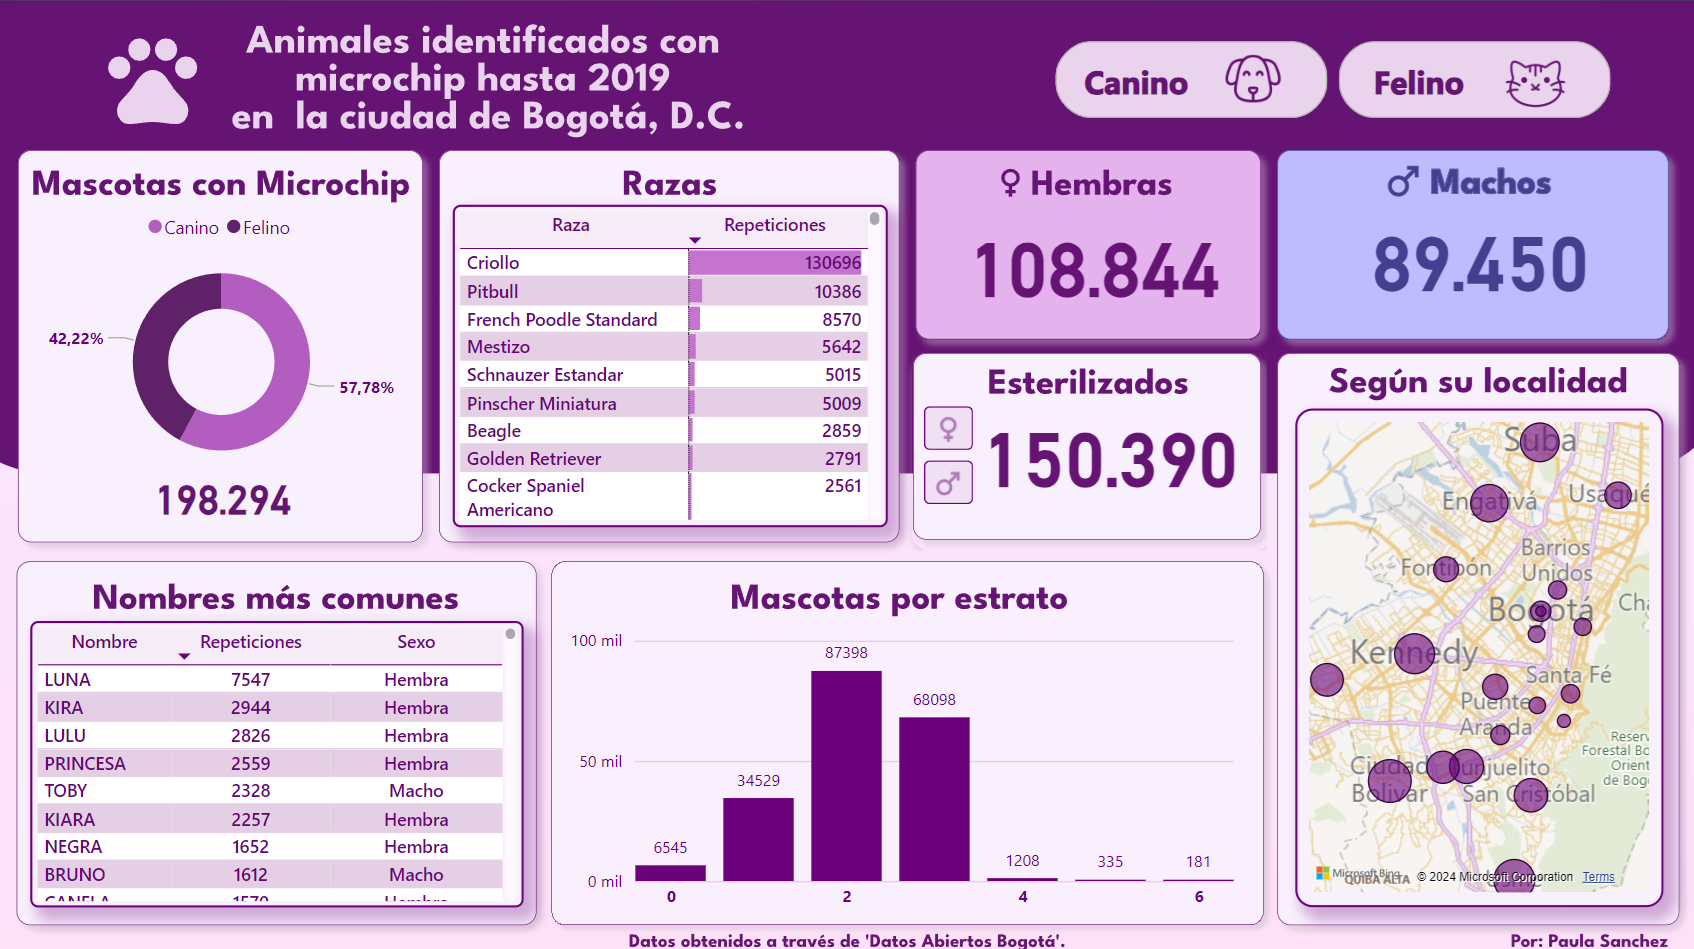 Animales identificados con
microchip hasta 2019
en la ciudad de Bogotá, D.C.
Canino
Felino
Mascotas con Microchip
Canino Felino
42,22%
57,78%
198.294
Razas
Raza Repeticiones
Criollo 130696
Pitbull 10386
French Poodle Standard 8570
Mestizo 5642
Schnauzer Estandar 5015
Pinscher Miniatura 5009
Beagle 2859
Golden Retriever 2791
Cocker Spaniel 2561
Americano
♀ Hembras
108.844
♂ Machos
89.450
Esterilizados
♀
♂
150.390
Según su localidad
Suba
Engativá
Usaqué
Fontibón
Barrios
Unidos
Bogotá
Cha
Kennedy
Santa Fé
Puente
Aranda
Reserv
Forestal Bo
Orient
de Bogo
Ciudad
Bolívar
unjuelito
San Cristóbal
Microsoft Bing
QUIBA ALTA
© 2024 Microsoft Corporation Terms
Nombres más comunes
Nombre Repeticiones Sexo
LUNA 7547 Hembra
KIRA 2944 Hembra
LULU 2826 Hembra
PRINCESA 2559 Hembra
TOBY 2328 Macho
KIARA 2257 Hembra
NEGRA 1652 Hembra
BRUNO 1612 Macho
CANELA 1570 Hembra
Mascotas por estrato
100 mil
50 mil
0 mil
6545
34529
87398
68098
1208
335
181
0 2 4 6
Datos obtenidos a través de 'Datos Abiertos Bogotá'.
Por: Paula Sanchez